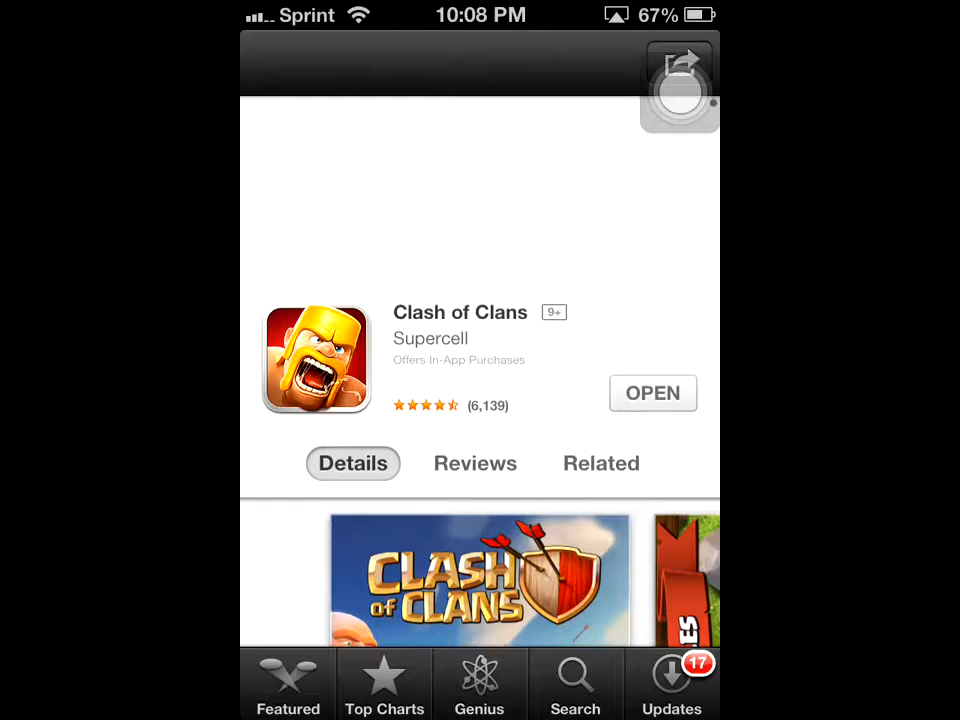 Sprint 10:08 PM 67%
Clash of Clans 9+
Supercell
Offers In-App Purchases
(6,139)
OPEN
Details Reviews Related
CLASH
OF CLANS
ES
17
Featured Top Charts Genius Search Updates